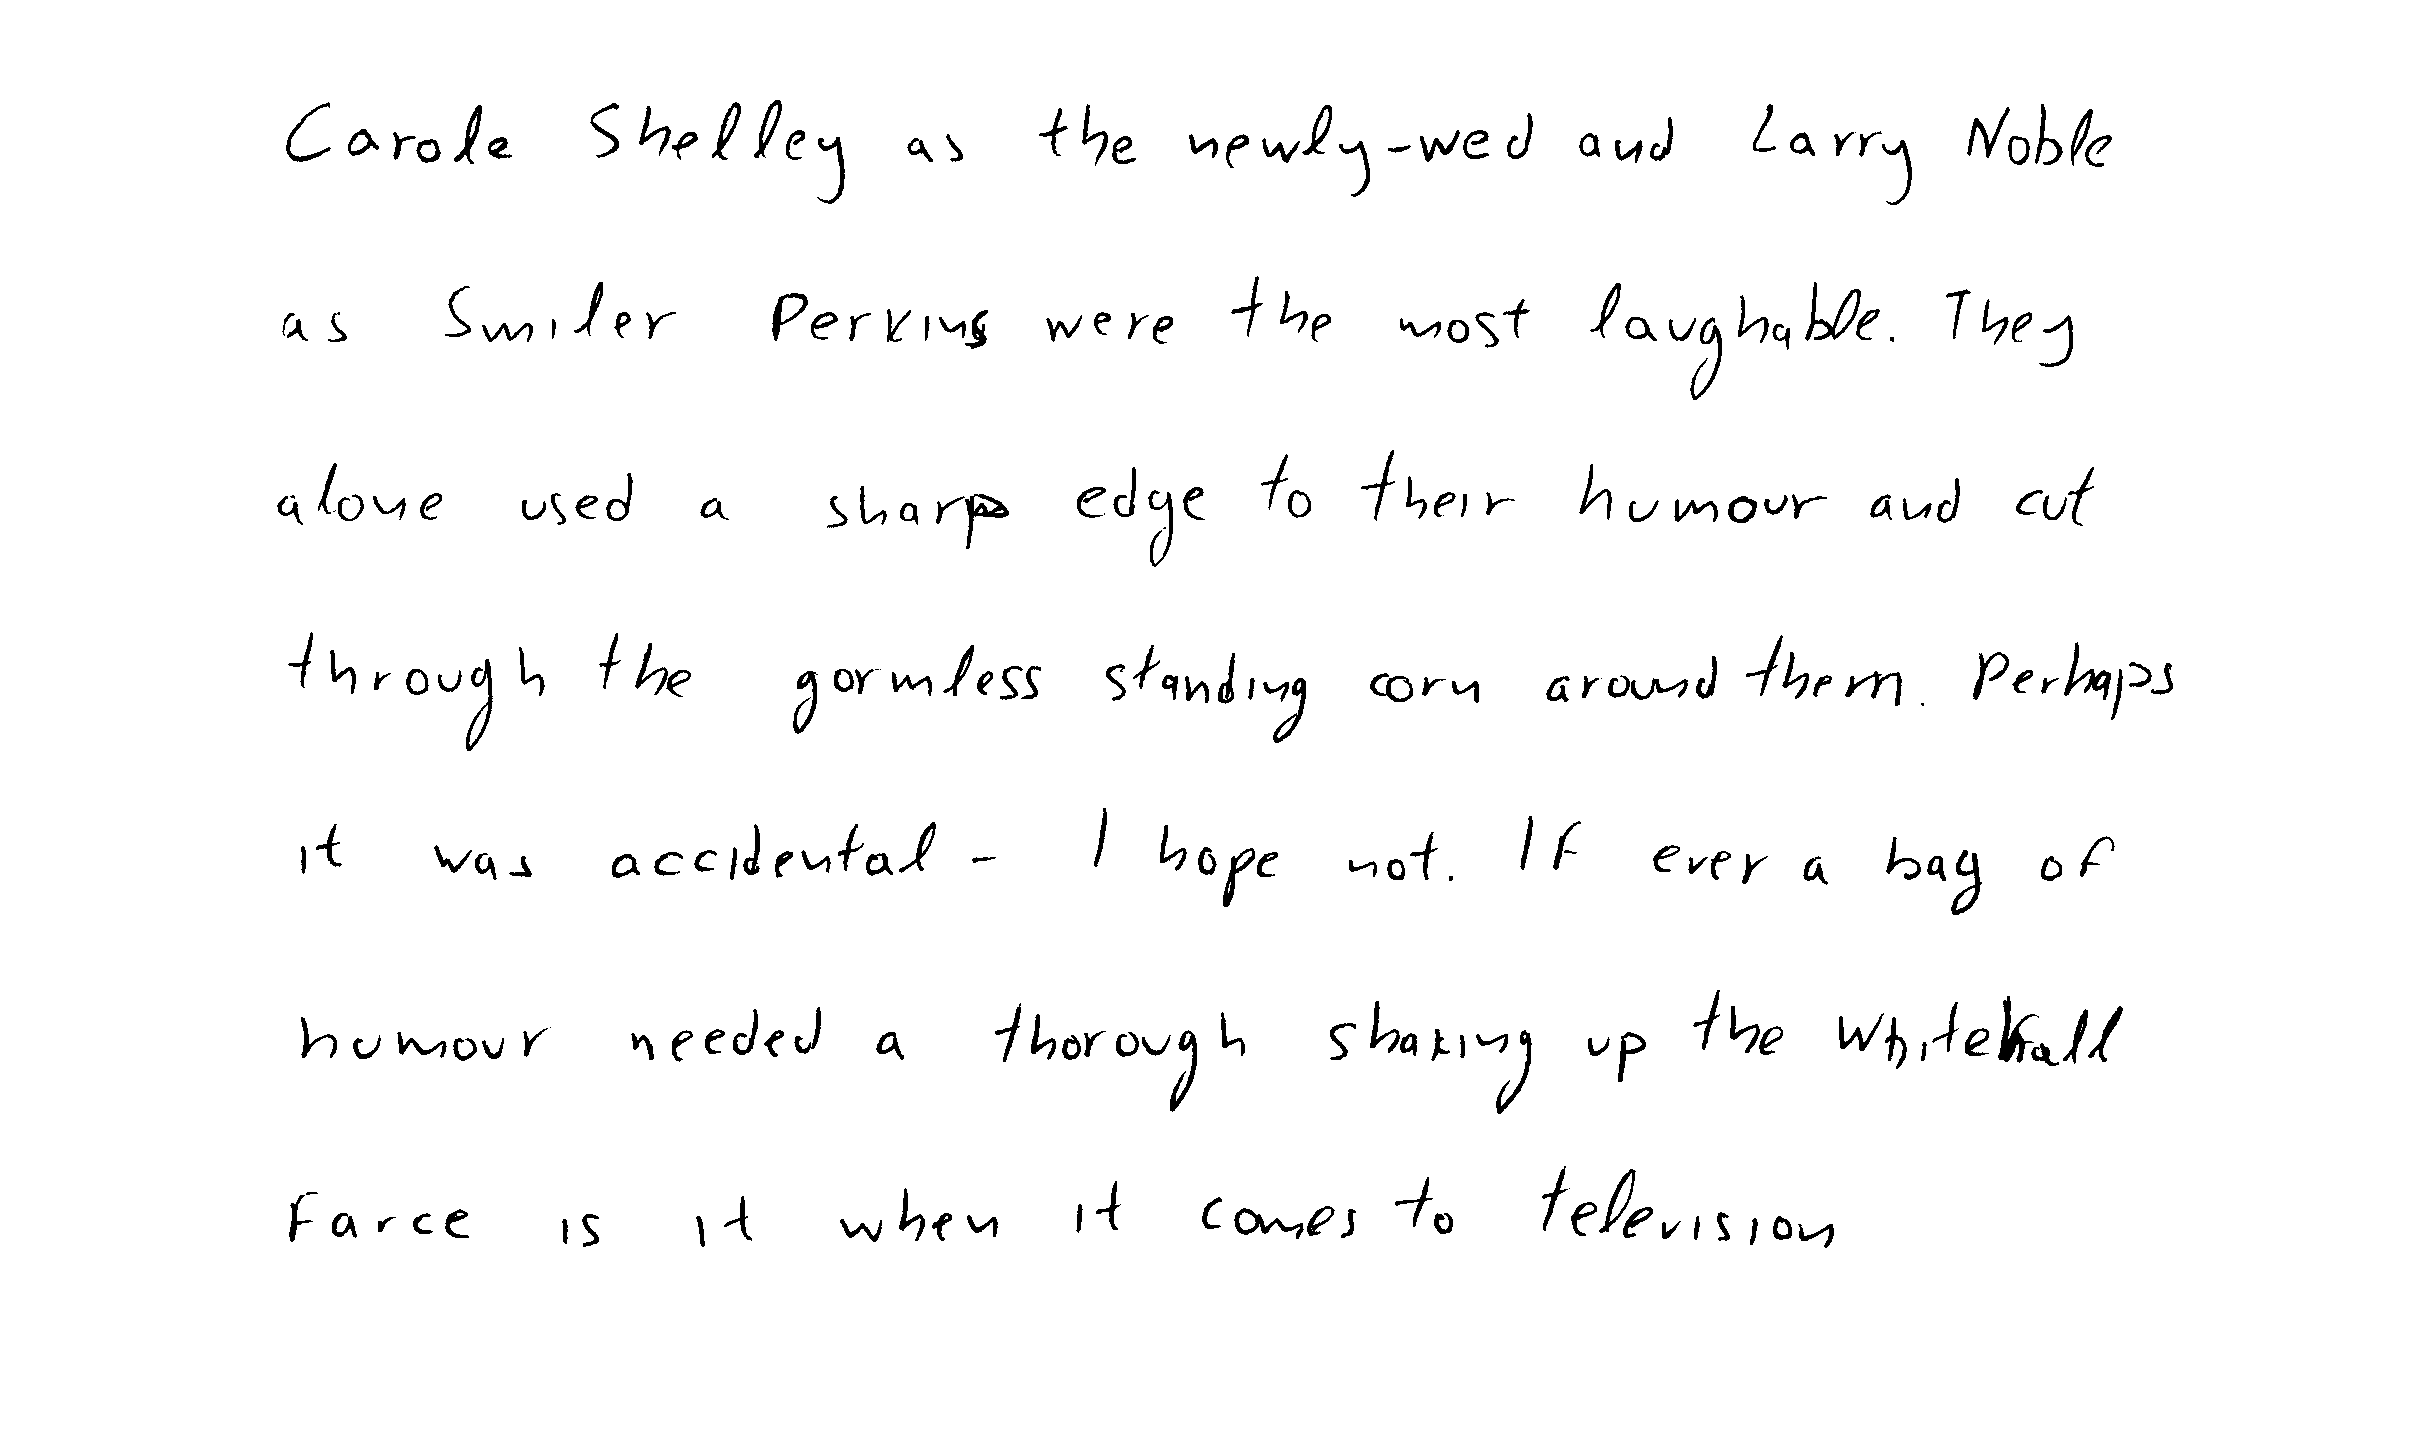 Carole Shelley as the newly-wed and Larry Noble
as Smiler Perkins were the most laughable. They
alone used a sharp edge to their humour and cut
through the gormless standing corn around them. Perhaps
it was accidental - I hope not. If ever a bag of
humour needed a thorough shaking up the Whitehall
Farce is it when it comes to television